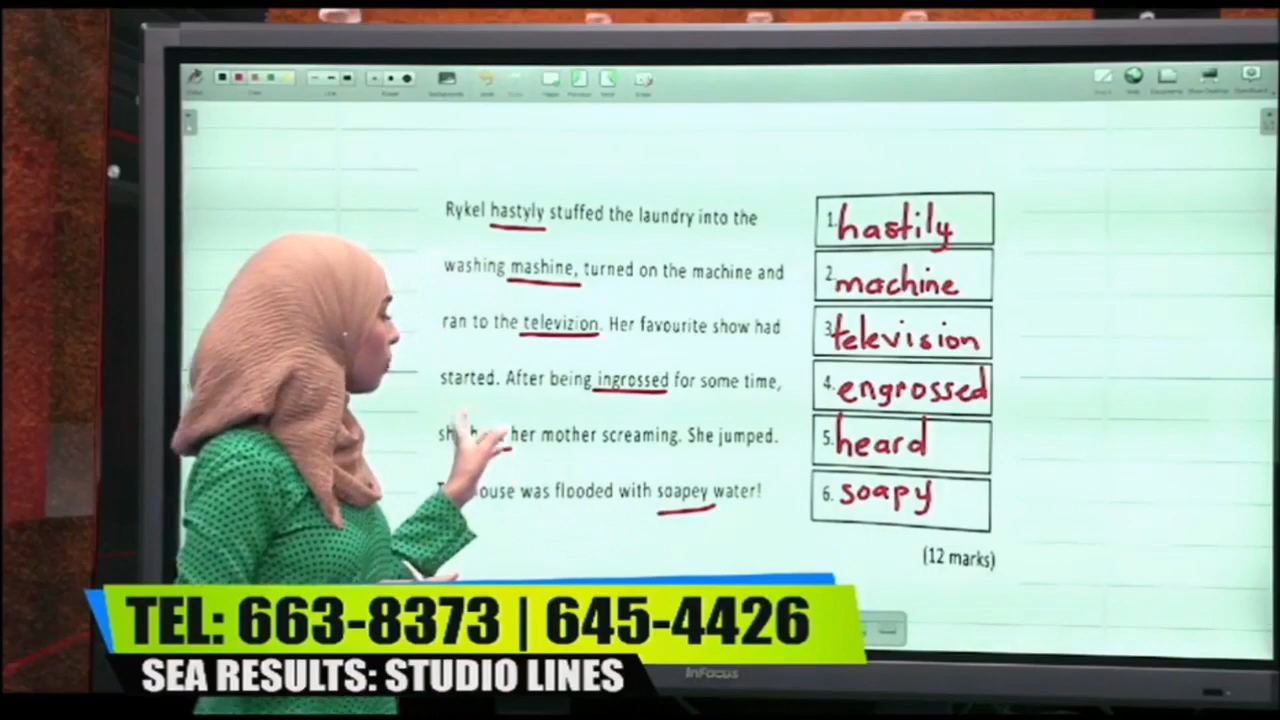 Rykel hastyly stuffed the laundry into the
washing mashine, turned on the machine and
ran to the televizion. Her favourite show had
started. After being ingrossed for some time,
her mother screaming. She jumped.
was flooded with soapey water!
1. hastily
2. machine
3. television
4. engrossed
5. heard
6. soapy
(12 marks)
InFocus
TEL: 663-8373 | 645-4426
SEA RESULTS: STUDIO LINES